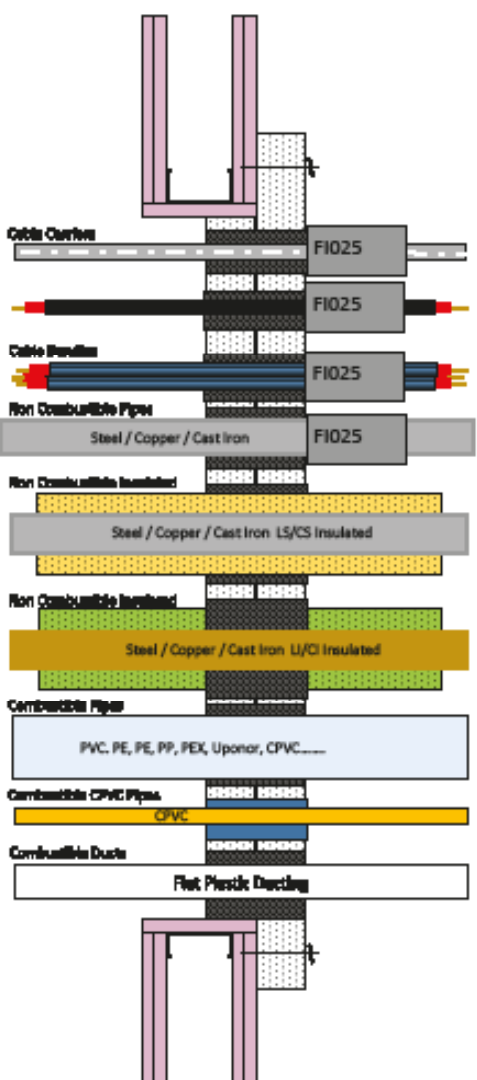 Cable Carriers
FI025
FI025
Cable Bundles
FI025
Non Combustible Pipes
Steel / Copper / Cast Iron
FI025
Non Combustible Insulated
Steel / Copper / Cast Iron LS/CS Insulated
Non Combustible Insulated
Steel / Copper / Cast Iron LI/CI Insulated
Combustible Pipes
PVC. PE, PE, PP, PEX, Uponor, CPVC.......
Combustible CPVC Pipes
CPVC
Combustible Ducts
Flat Plastic Ducting